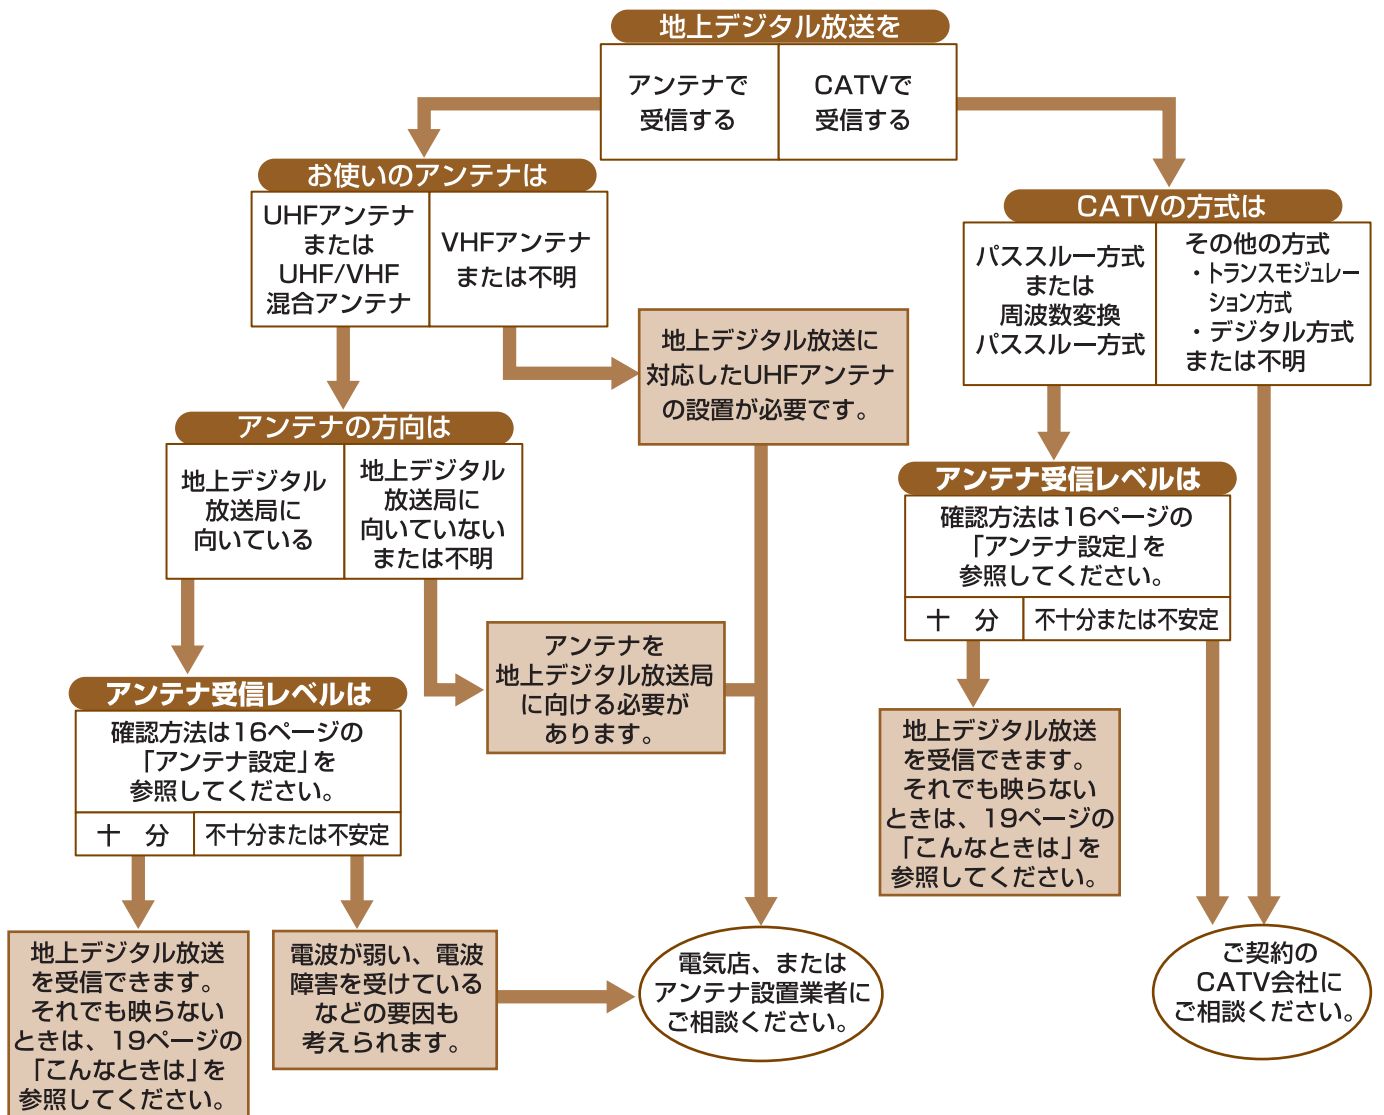 地上デジタル放送を
アンテナで
受信する
CATVで
受信する
お使いのアンテナは
UHFアンテナ
または
UHF/VHF
混合アンテナ
VHFアンテナ
または不明
CATVの方式は
パススルー方式
または
周波数変換
パススルー方式
その他の方式
・トランスモジュレー
ション方式
・デジタル方式
または不明
地上デジタル放送に
対応したUHFアンテナ
の設置が必要です。
アンテナの方向は
地上デジタル
放送局に
向いている
地上デジタル
放送局に
向いていない
または不明
アンテナ受信レベルは
確認方法は16ページの
「アンテナ設定」を
参照してください。
十　分
不十分または不安定
アンテナを
地上デジタル放送局
に向ける必要が
あります。
アンテナ受信レベルは
確認方法は16ページの
「アンテナ設定」を
参照してください。
十　分
不十分または不安定
地上デジタル放送
を受信できます。
それでも映らない
ときは、19ページの
「こんなときは」を
参照してください。
地上デジタル放送
を受信できます。
それでも映らない
ときは、19ページの
「こんなときは」を
参照してください。
電波が弱い、電波
障害を受けている
などの要因も
考えられます。
電気店、または
アンテナ設置業者に
ご相談ください。
ご契約の
CATV会社に
ご相談ください。